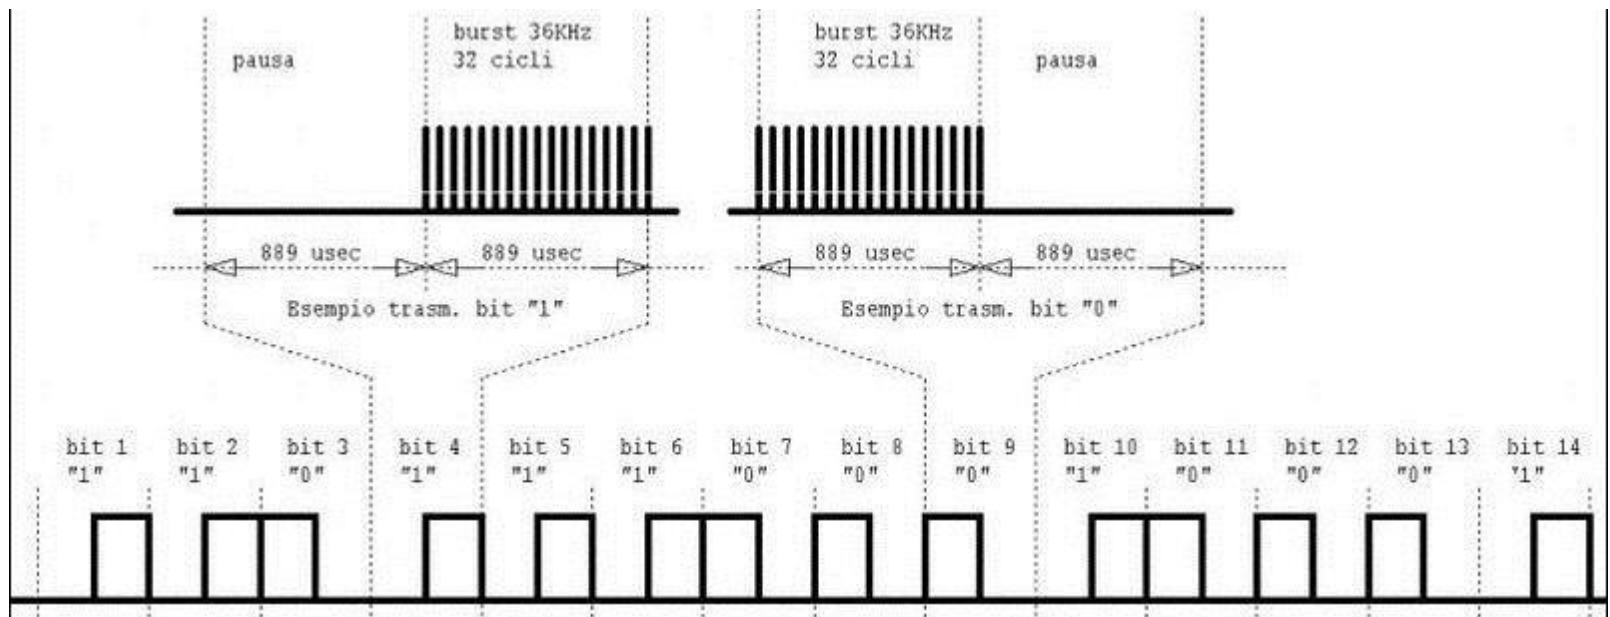 pausa
burst 36KHz
32 cicli
burst 36KHz
32 cicli
pausa
889 usec
889 usec
889 usec
889 usec
Esempio trasm. bit "1"
Esempio trasm. bit "0"
bit 1 bit 2 bit 3 bit 4 bit 5 bit 6 bit 7 bit 8 bit 9 bit 10 bit 11 bit 12 bit 13 bit 14
"1" "1" "0" "1" "1" "1" "0" "0" "0" "1" "0" "0" "0" "1"